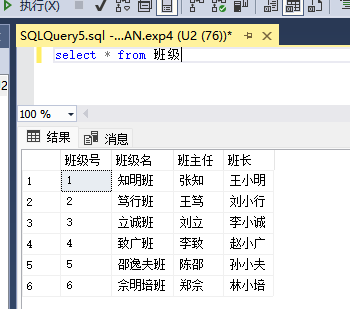 执行(X)
SQLQuery5.sql -...AN.exp4 (U2 (76))*
select * from 班级
100 %
结果 消息
班级号 班级名 班主任 班长
1 1 知明班 张知 王小明
2 2 笃行班 王笃 刘小行
3 3 立诚班 刘立 李小诚
4 4 致广班 李致 赵小广
5 5 邵逸夫班 陈邵 孙小夫
6 6 佘明培班 郑佘 林小培